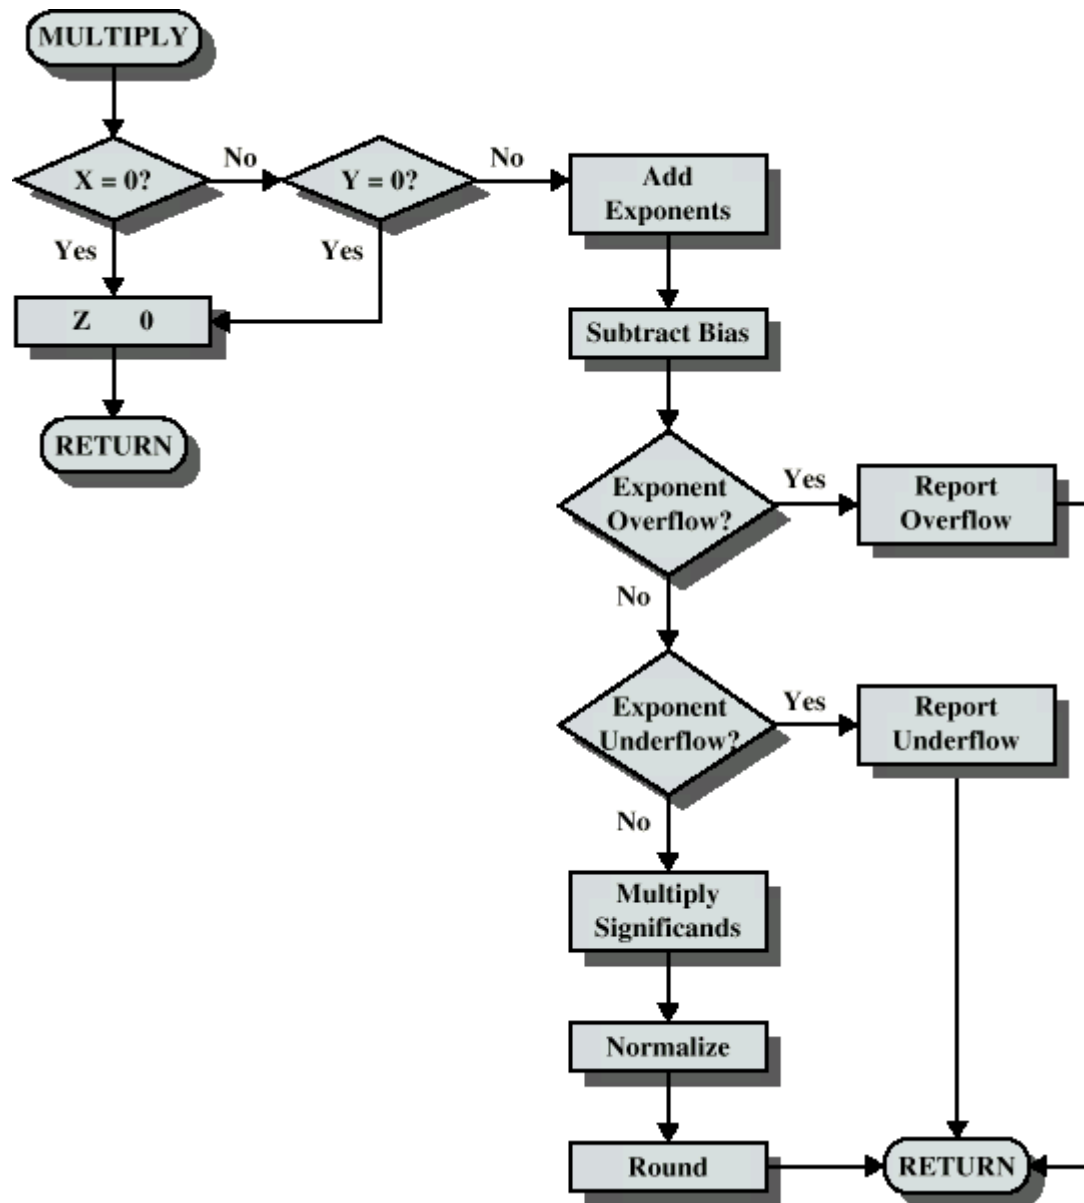 MULTIPLY
X = 0?
No
Y = 0?
No
Add
Exponents
Yes
Yes
Z 0
RETURN
Subtract Bias
Exponent
Overflow?
Yes
Report
Overflow
No
Exponent
Underflow?
Yes
Report
Underflow
No
Multiply
Significands
Normalize
Round
RETURN